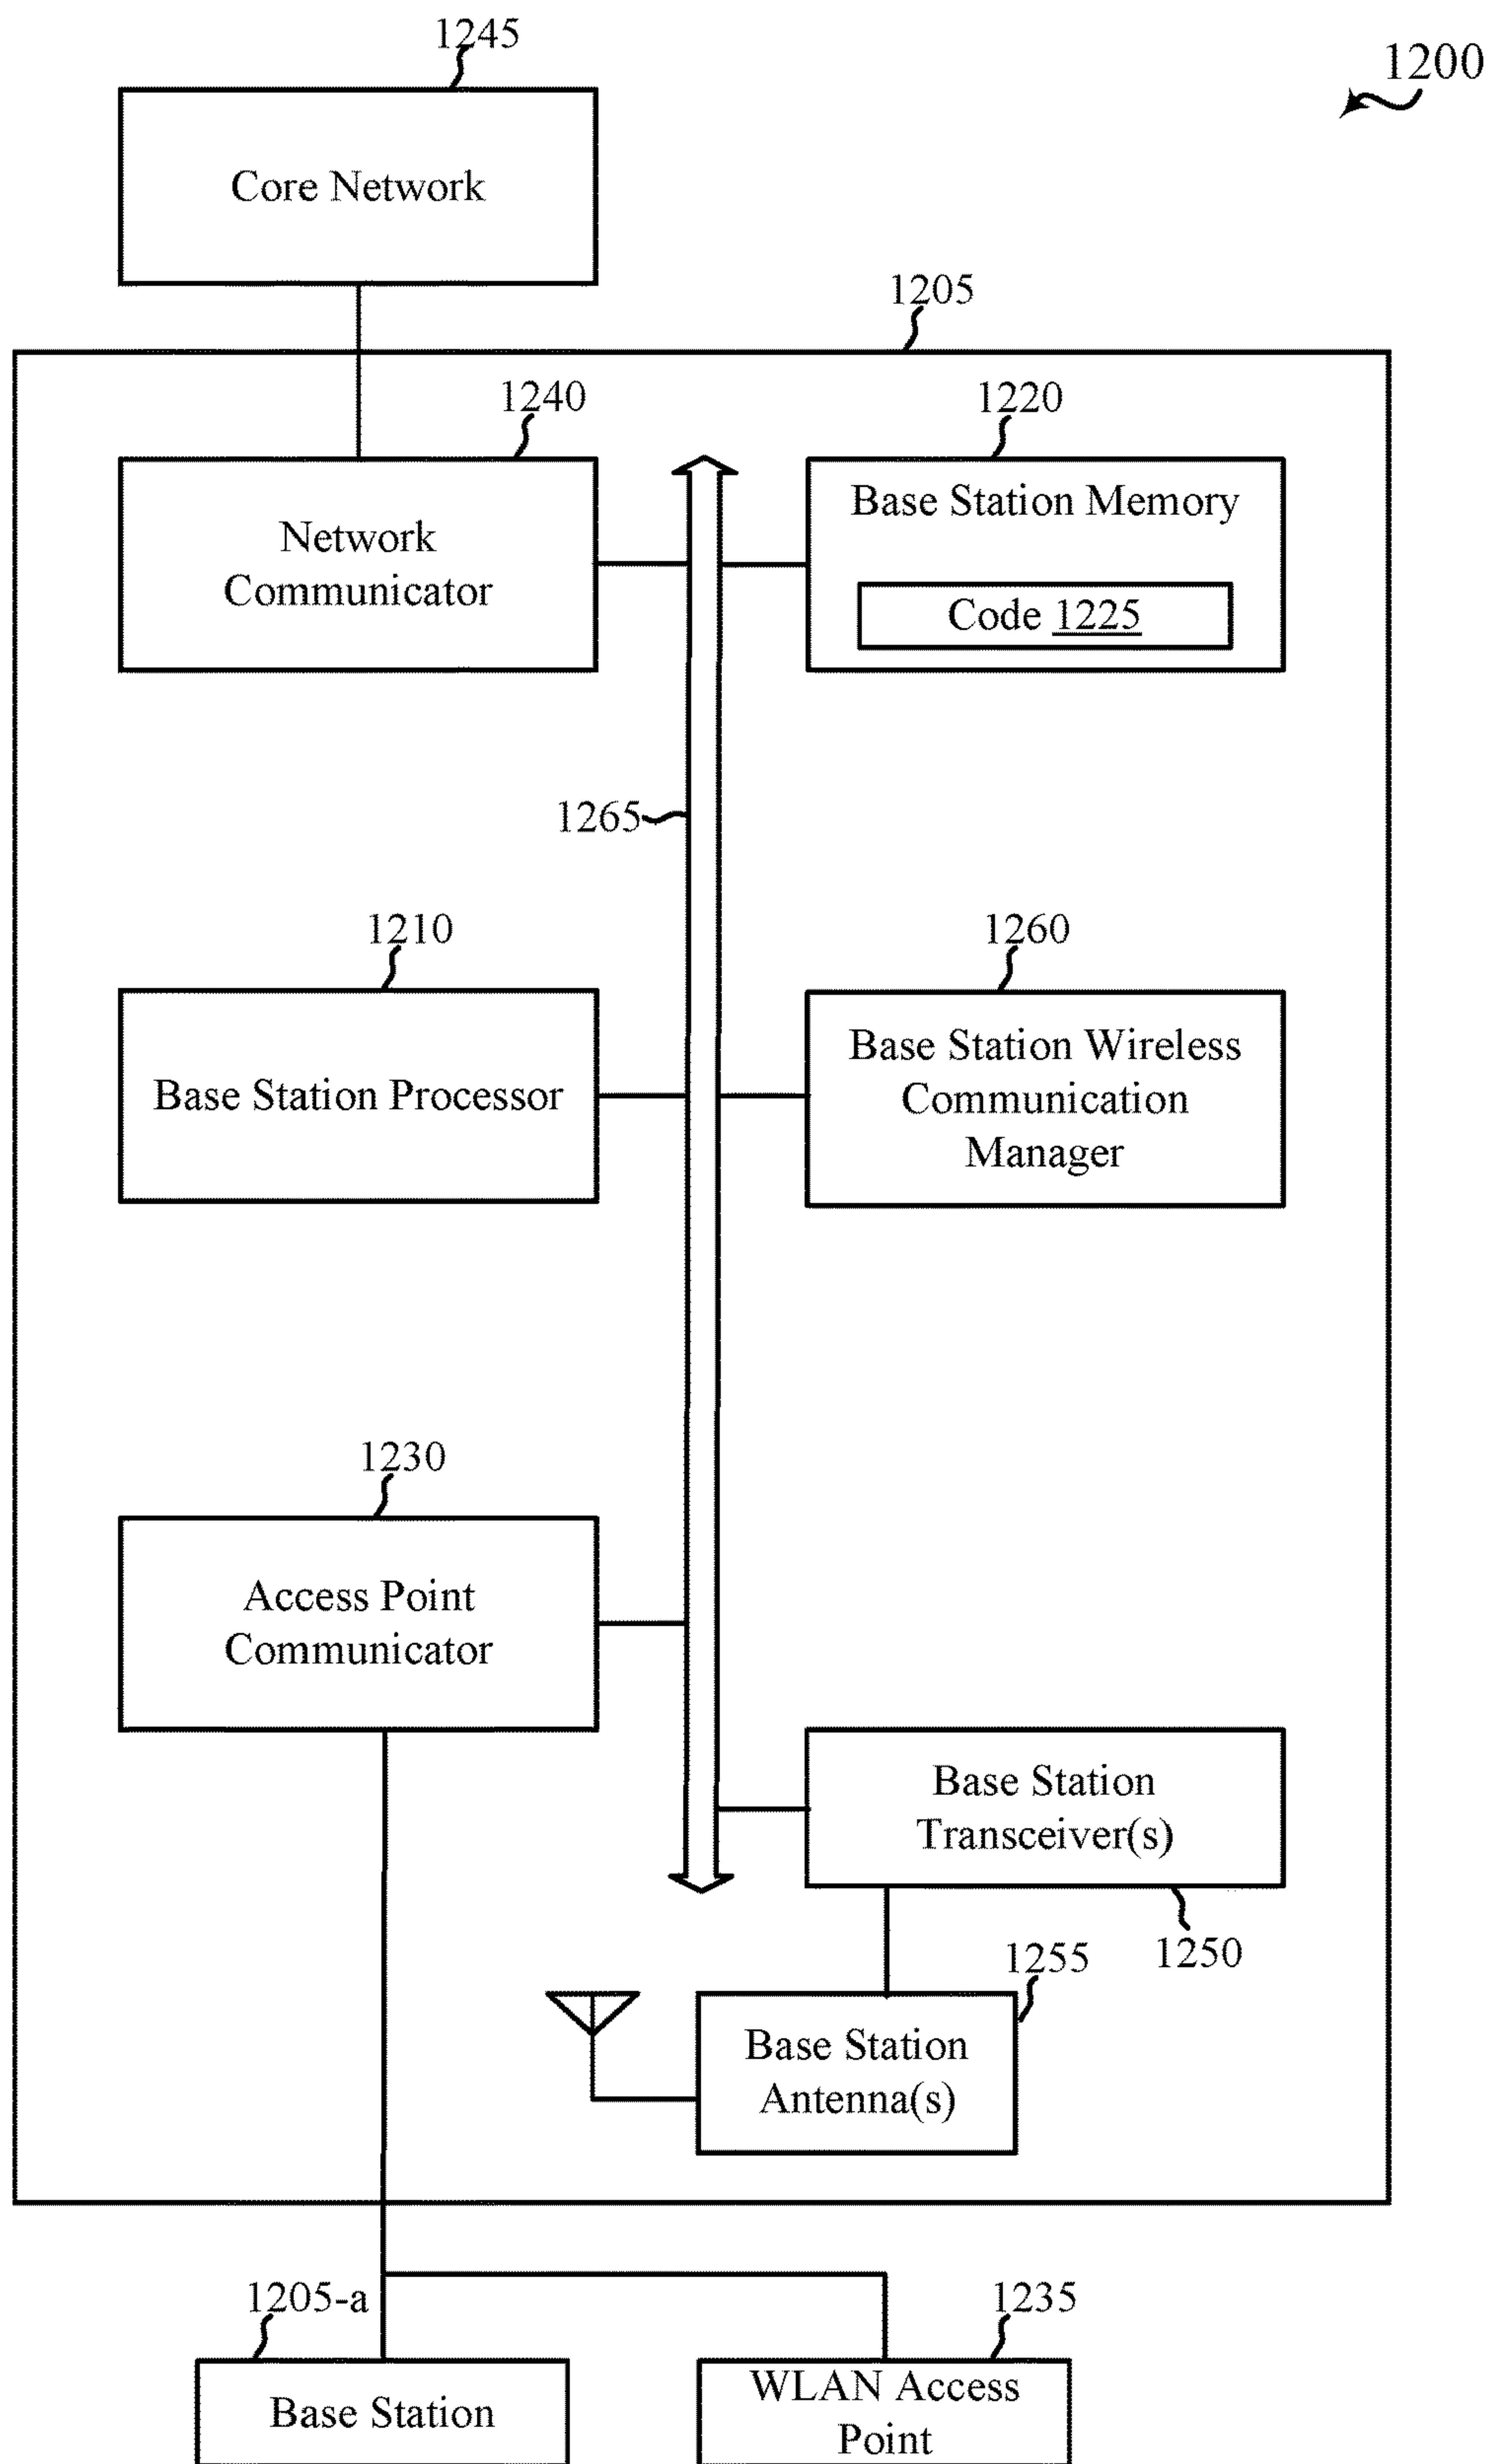 1245
1200
Core Network
1205
1240
1220
Network
Communicator
Base Station Memory
Code 1225
1265
1210
1260
Base Station Processor
Base Station Wireless
Communication
Manager
1230
Access Point
Communicator
Base Station
Transceiver(s)
1250
1255
Base Station
Antenna(s)
1205-a
1235
Base Station
WLAN Access
Point